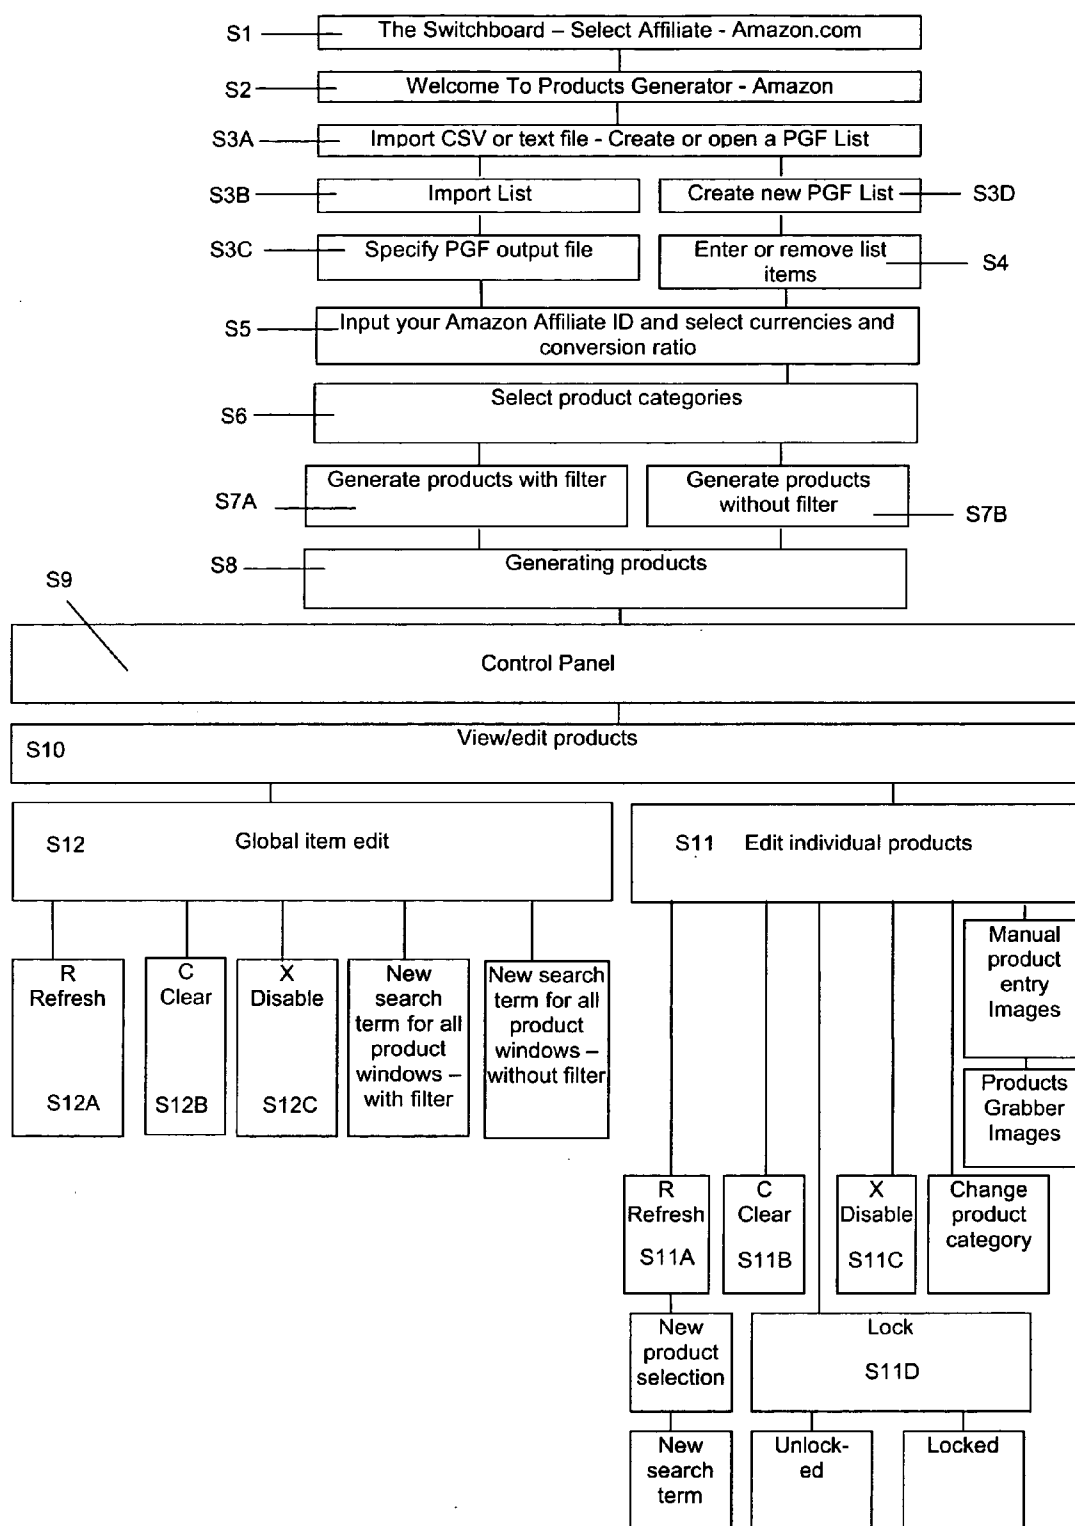 S1
The Switchboard – Select Affiliate - Amazon.com
S2
Welcome To Products Generator - Amazon
S3A
Import CSV or text file - Create or open a PGF List
S3B
Import List
Create new PGF List
S3D
S3C
Specify PGF output file
Enter or remove list
items
S4
S5
Input your Amazon Affiliate ID and select currencies and
conversion ratio
S6
Select product categories
S7A
Generate products with filter
Generate products
without filter
S7B
S8
Generating products
S9
Control Panel
S10
View/edit products
S12
Global item edit
S11
Edit individual products
R
Refresh
S12A
C
Clear
S12B
X
Disable
S12C
New
search
term for all
product
windows –
with filter
New search
term for all
product
windows –
without filter
Manual
product
entry
Images
Products
Grabber
Images
R
Refresh
S11A
C
Clear
S11B
X
Disable
S11C
Change
product
category
New
product
selection
Lock
S11D
New
search
term
Unlock-
ed
Locked